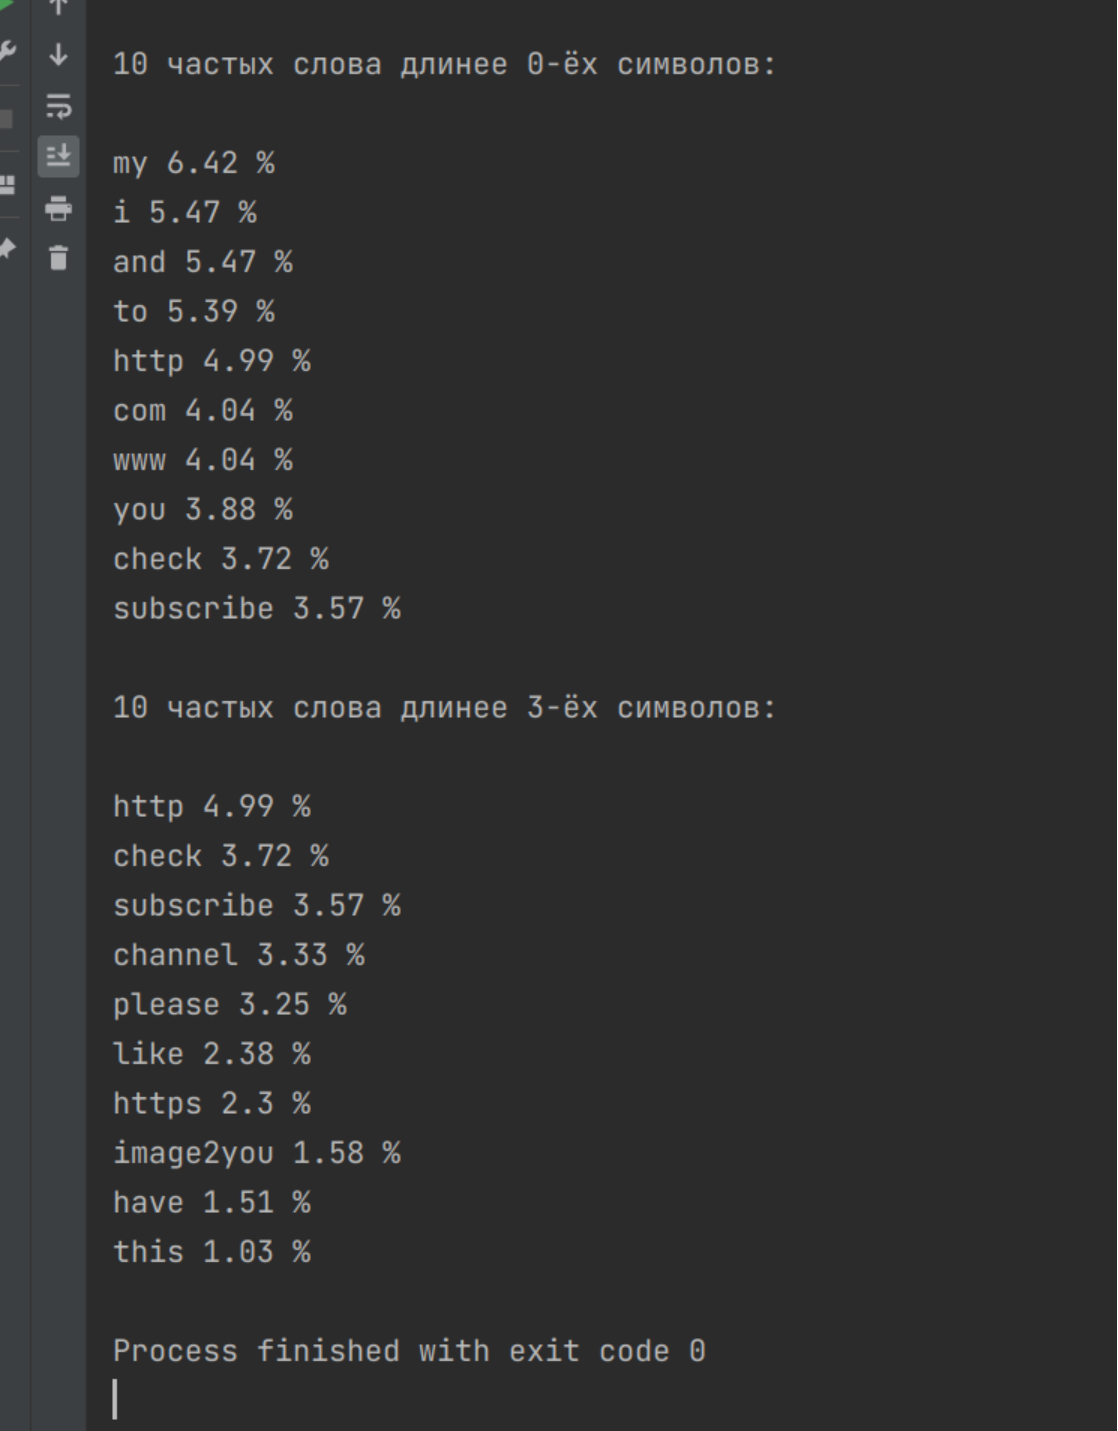 10 частых слова длинее 0-ёх символов:
my 6.42 %
i 5.47 %
and 5.47 %
to 5.39 %
http 4.99 %
com 4.04 %
www 4.04 %
you 3.88 %
check 3.72 %
subscribe 3.57 %
10 частых слова длинее 3-ёх символов:
http 4.99 %
check 3.72 %
subscribe 3.57 %
channel 3.33 %
please 3.25 %
like 2.38 %
https 2.3 %
image2you 1.58 %
have 1.51 %
this 1.03 %
Process finished with exit code 0